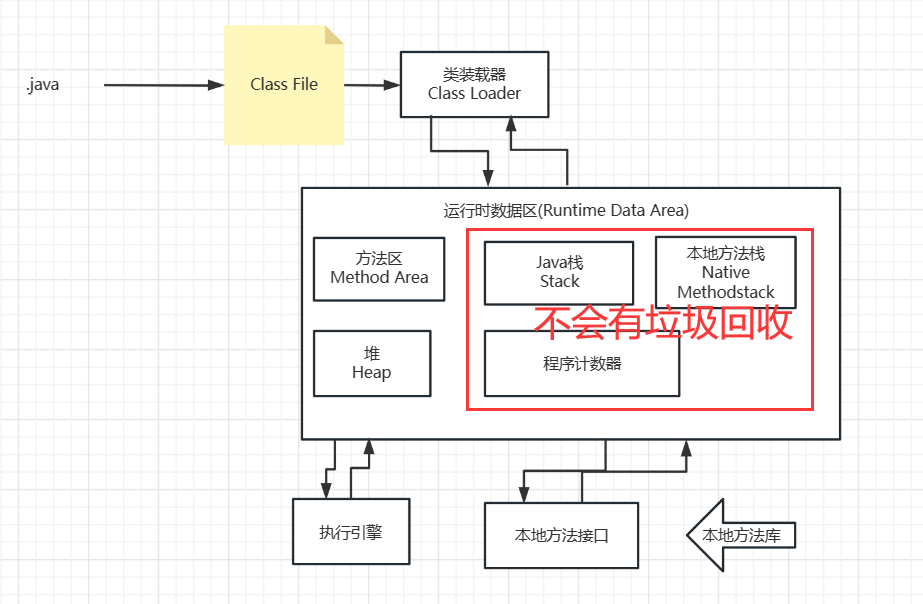 .java
Class File
类装载器
Class Loader
运行时数据区(Runtime Data Area)
方法区
Method Area
Java栈
Stack
本地方法栈
Native
Methodstack
不会有垃圾回收
堆
Heap
程序计数器
执行引擎
本地方法接口
本地方法库